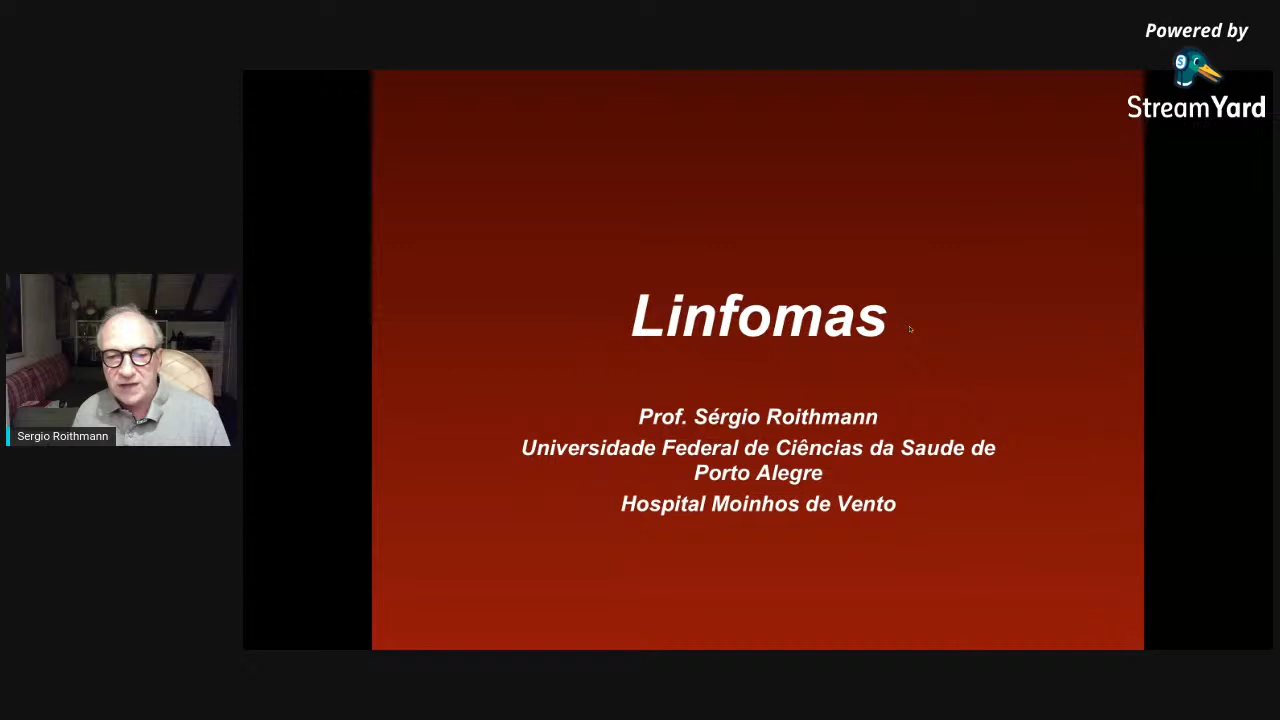 Powered by
StreamYard
Linfomas
Prof. Sérgio Roithmann
Universidade Federal de Ciências da Saude de
Porto Alegre
Hospital Moinhos de Vento
Sergio Roithmann